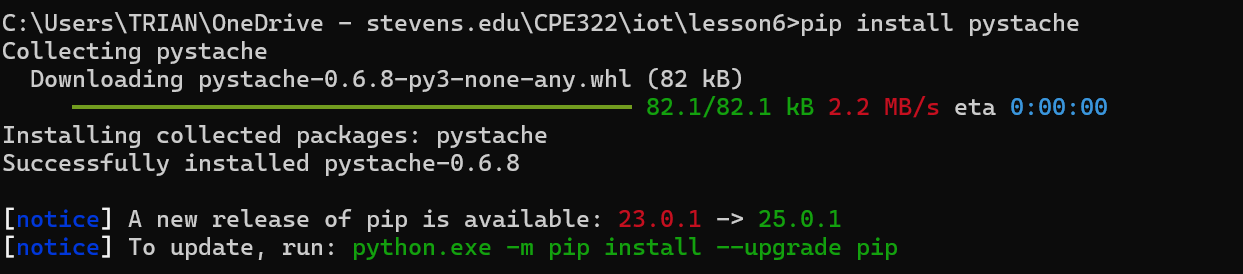 C:\Users\TRIAN\OneDrive - stevens.edu\CPE322\iot\lesson6>pip install pystache
Collecting pystache
  Downloading pystache-0.6.8-py3-none-any.whl (82 kB)
     82.1/82.1 kB 2.2 MB/s eta 0:00:00
Installing collected packages: pystache
Successfully installed pystache-0.6.8

[notice] A new release of pip is available: 23.0.1 -> 25.0.1
[notice] To update, run: python.exe -m pip install --upgrade pip